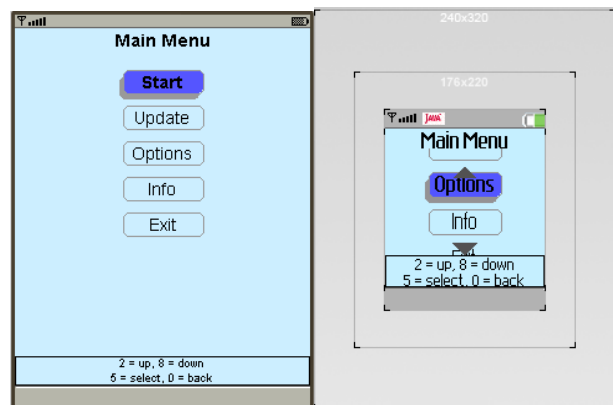 Main Menu
Start
Update
Options
Info
Exit
2 = up, 8 = down
5 = select, 0 = back
240x320
176x220
JAVA
Main Menu
Options
Info
2 = up, 8 = down
5 = select, 0 = back